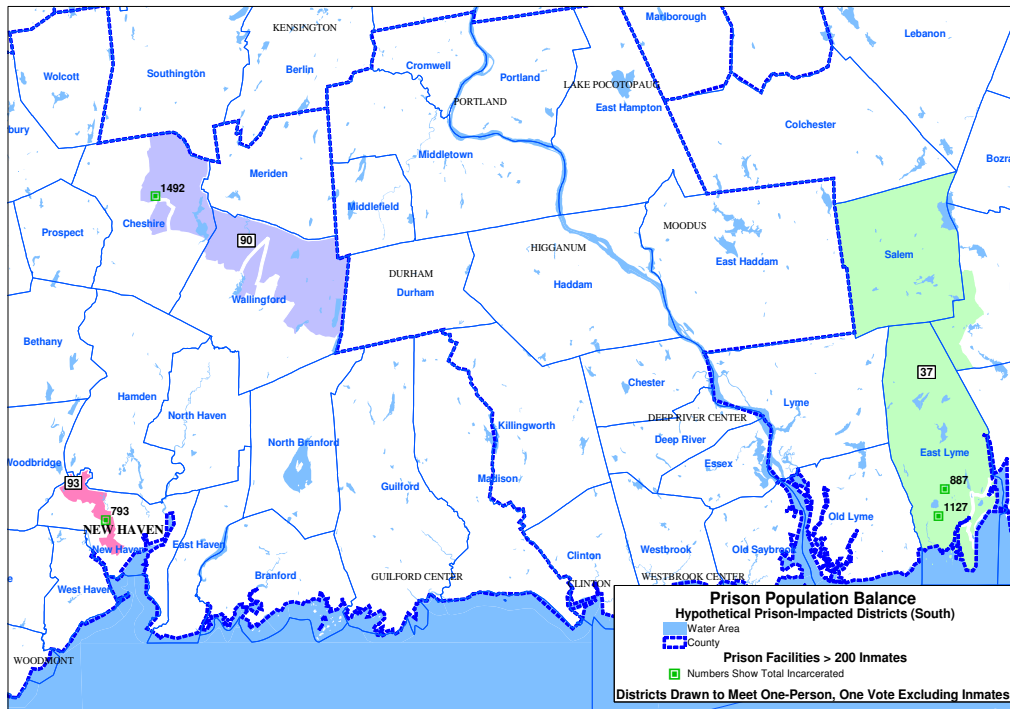 KENSINGTON
Marlborough
Lebanon
Wolcott
Southington
Berlin
Cromwell
Portland
LAKE POCOTOPAUG
East Hampton
PORTLAND
bury
Colchester
Middletown
Bozra
Meriden
1492
Middlefield
Cheshire
Prospect
90
MOODUS
HIGGANUM
East Haddam
Salem
DURHAM
Durham
Haddam
Wallingford
Bethany
37
Chester
Hamden
North Haven
Lyme
DEEP RIVER CENTER
Killingworth
Deep River
North Branford
East Lyme
Woodbridge
Essex
Madison
Guilford
93
887
793
1127
NEW HAVEN
Old Lyme
New Haven
East Haven
Clinton
Westbrook
Old Saybrook
Branford
GUILFORD CENTER
WESTBROOK CENTER
CLINTON
West Haven
WOODMONT
Prison Population Balance
Hypothetical Prison-Impacted Districts (South)
Water Area
County
Prison Facilities > 200 Inmates
Numbers Show Total Incarcerated
Districts Drawn to Meet One-Person, One Vote Excluding Inmates